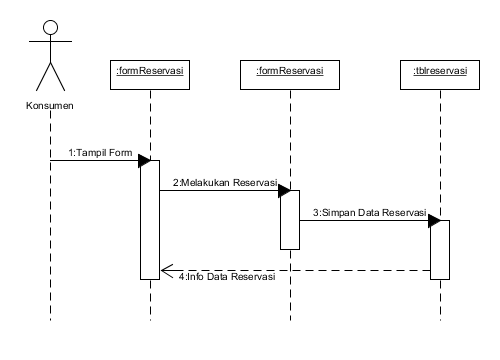 :formReservasi
:formReservasi
:tblreservasi
Konsumen
1:Tampil Form
2:Melakukan Reservasi
3:Simpan Data Reservasi
4:Info Data Reservasi